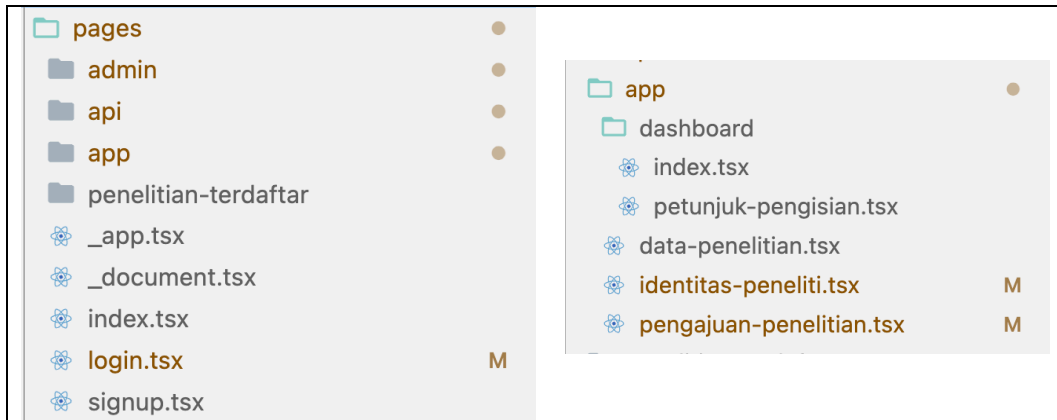 pages
admin
api
app
penelitian-terdaftar
_app.tsx
_document.tsx
index.tsx
login.tsx M
signup.tsx
app
dashboard
index.tsx
petunjuk-pengisian.tsx
data-penelitian.tsx
identitas-peneliti.tsx M
pengajuan-penelitian.tsx M